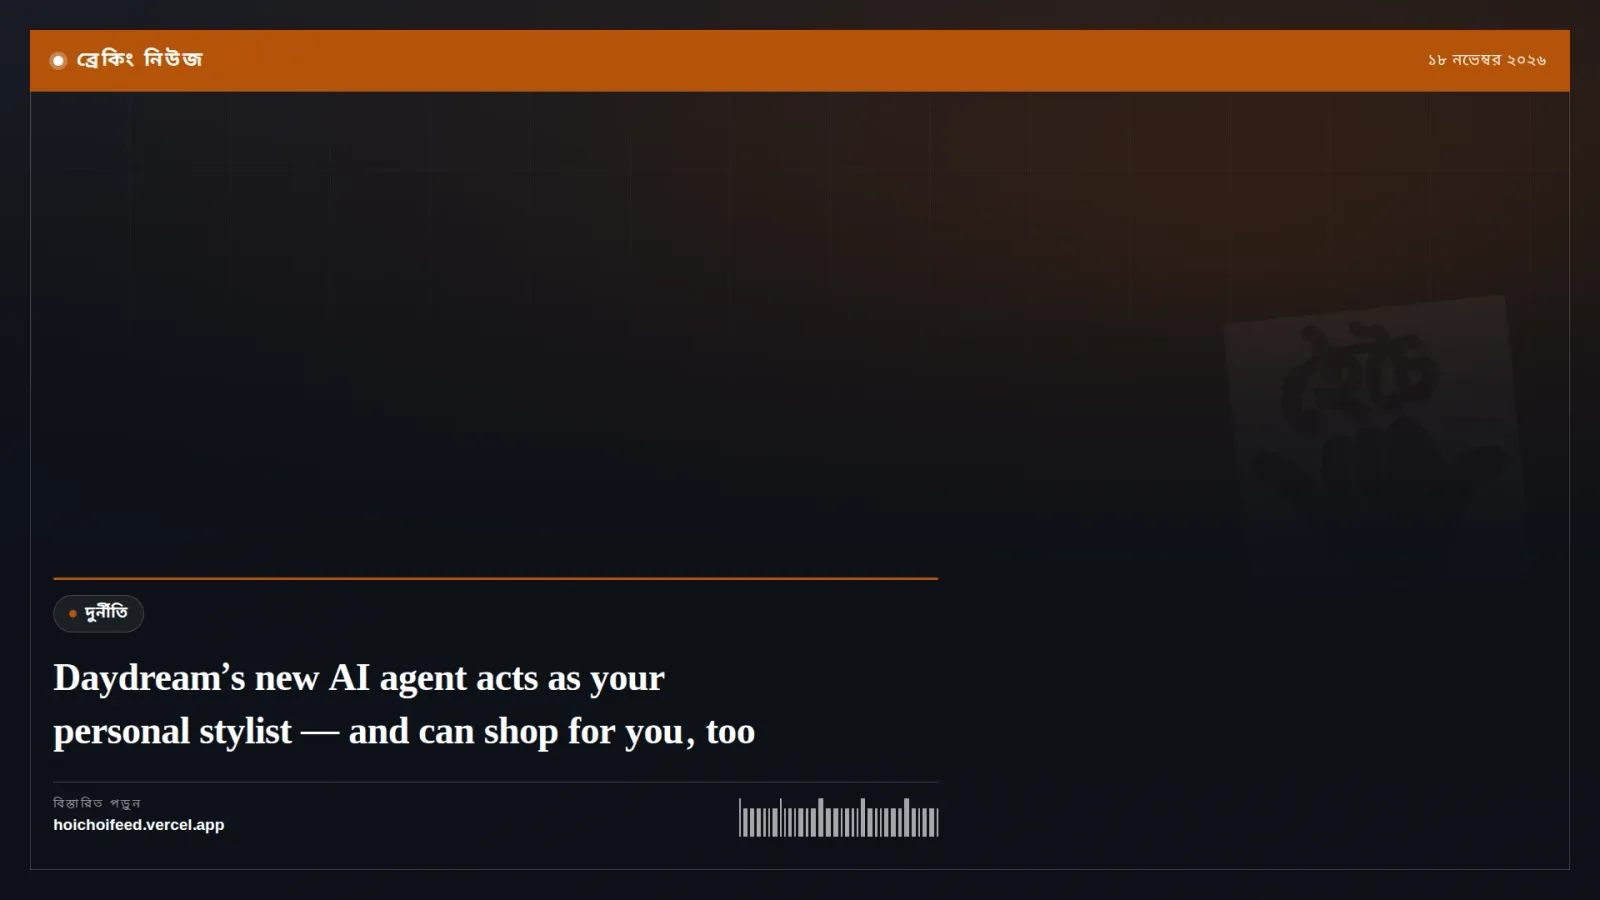 ব্রেকিং নিউজ
১৮ নভেম্বর ২০২৬
হৈচৈ
দুর্নীতি
Daydream’s new AI agent acts as your
personal stylist — and can shop for you, too
বিস্তারিত পড়ুন
hoichoifeed.vercel.app